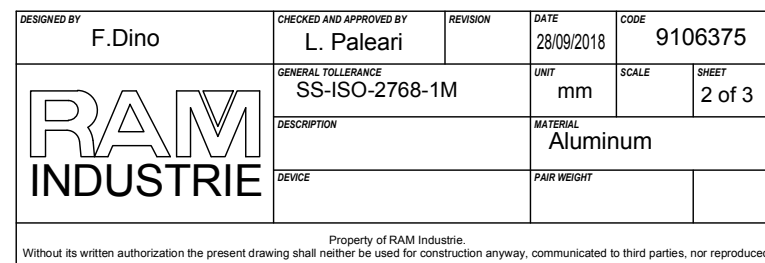 DESIGNED BY
F.Dino
CHECKED AND APPROVED BY
L. Paleari
REVISION
DATE
28/09/2018
CODE
9106375
RAM
INDUSTRIE
GENERAL TOLLERANCE
SS-ISO-2768-1M
UNIT
mm
SCALE
SHEET
2 of 3
DESCRIPTION
MATERIAL
Aluminum
DEVICE
PAIR WEIGHT
Property of RAM Industrie.
Without its written authorization the present drawing shall neither be used for construction anyway, communicated to third parties, nor reproduced